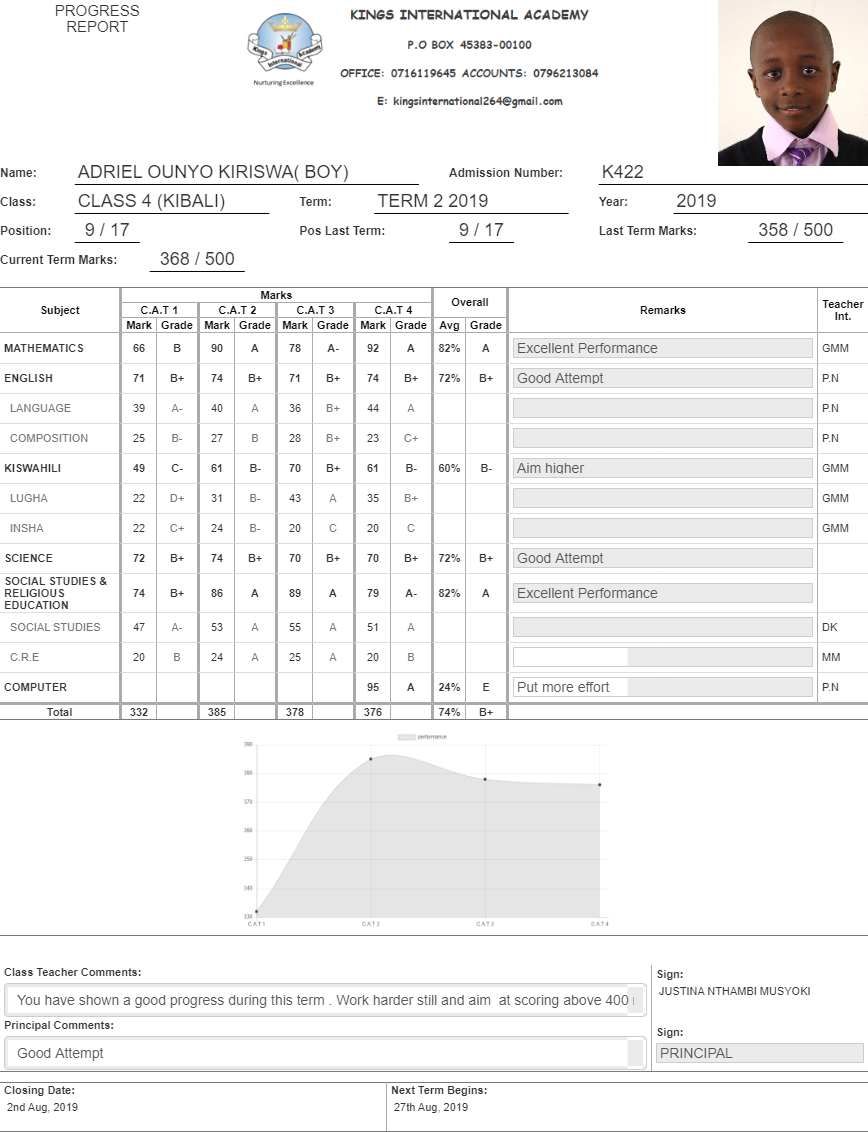 PROGRESS
REPORT
Kings International Academy
Nurturing Excellence
KINGS INTERNATIONAL ACADEMY
P.O BOX 45383-00100
OFFICE: 0716119645 ACCOUNTS: 0796213084
E: kingsinternational264@gmail.com
Name: ADRIEL OUNYO KIRISWA( BOY) Admission Number: K422
Class: CLASS 4 (KIBALI) Term: TERM 2 2019 Year: 2019
Position: 9 / 17 Pos Last Term: 9 / 17 Last Term Marks: 358 / 500
Current Term Marks: 368 / 500
Subject Marks Overall Remarks Teacher Int.
C.A.T 1 C.A.T 2 C.A.T 3 C.A.T 4
Mark Grade Mark Grade Mark Grade Mark Grade Avg Grade
MATHEMATICS 66 B 90 A 78 A- 92 A 82% A Excellent Performance GMM
ENGLISH 71 B+ 74 B+ 71 B+ 74 B+ 72% B+ Good Attempt P.N
LANGUAGE 39 A- 40 A 36 B+ 44 A P.N
COMPOSITION 25 B- 27 B 28 B+ 23 C+ P.N
KISWAHILI 49 C- 61 B- 70 B+ 61 B- 60% B- Aim higher GMM
LUGHA 22 D+ 31 B- 43 A 35 B+ GMM
INSHA 22 C+ 24 B- 20 C 20 C GMM
SCIENCE 72 B+ 74 B+ 70 B+ 70 B+ 72% B+ Good Attempt
SOCIAL STUDIES &
RELIGIOUS 74 B+ 86 A 89 A 79 A- 82% A Excellent Performance
EDUCATION
SOCIAL STUDIES 47 A- 53 A 55 A 51 A DK
C.R.E 20 B 24 A 25 A 20 B MM
COMPUTER 95 A 24% E Put more effort P.N
Total 332 385 378 376 74% B+
performance
390
380
370
360
350
340
330
CAT1 CAT2 CAT3 CAT4
Class Teacher Comments:
You have shown a good progress during this term . Work harder still and aim at scoring above 400
Sign:
JUSTINA NTHAMBI MUSYOKI
Principal Comments:
Good Attempt
Sign:
PRINCIPAL
Closing Date:
2nd Aug, 2019
Next Term Begins:
27th Aug, 2019